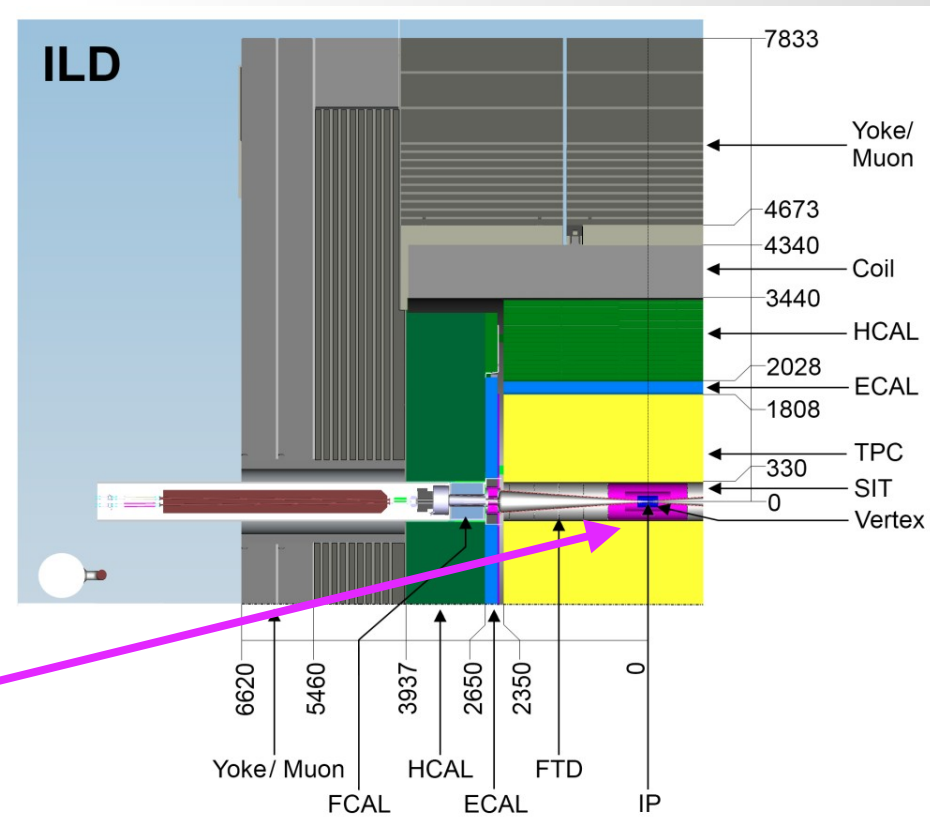 ILD
7833
Yoke/
Muon
4673
4340
Coil
3440
HCAL
2028
ECAL
1808
TPC
330
SIT
0
Vertex
6620
5460
3937
2650
2350
0
Yoke/ Muon
HCAL
FTD
FCAL
ECAL
IP